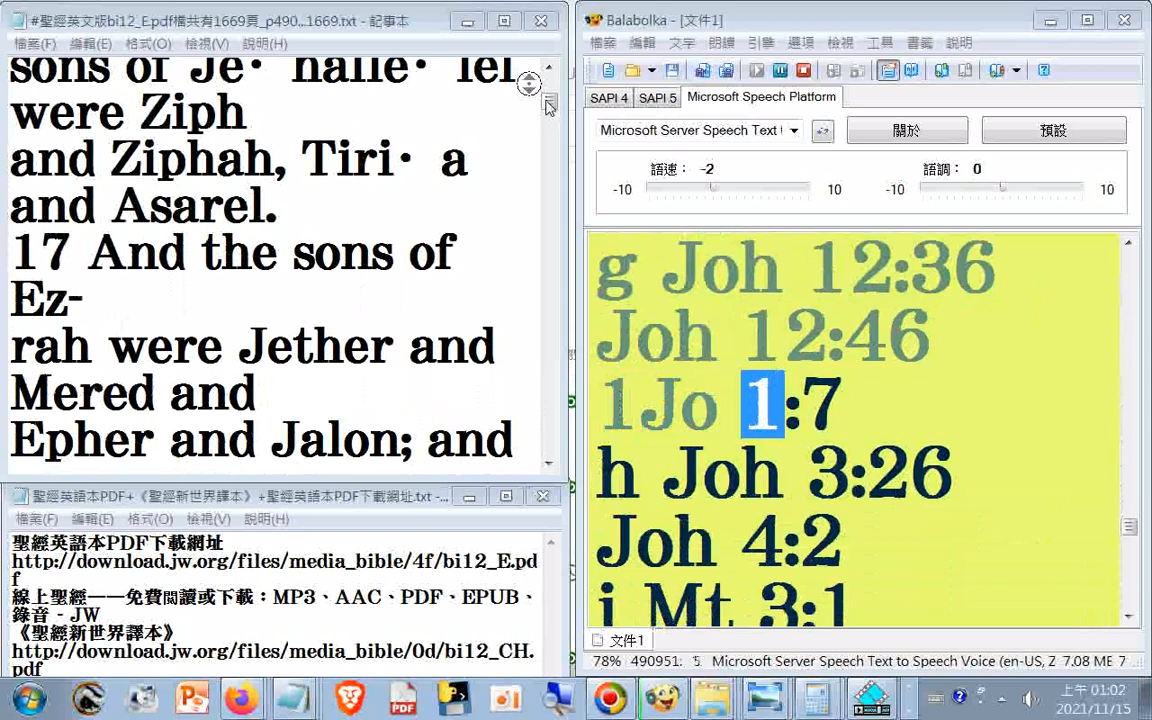 #聖經英文版bi12_E.pdf檔共有1669頁_p490...1669.txt - 記事本
檔案(F) 編輯(E) 格式(O) 檢視(V) 說明(H)
sons of Je· halle· lel
were Ziph
and Ziphah, Tiri· a
and Asarel.
17 And the sons of
Ez-
rah were Jether and
Mered and
Epher and Jalon; and
聖經英語本PDF+《聖經新世界譯本》+聖經英語本PDF下載網址.txt - ...
檔案(F) 編輯(E) 格式(O) 檢視(V) 說明(H)
聖經英語本PDF下載網址
http://download.jw.org/files/media_bible/4f/bi12_E.pd
f
線上聖經——免費閱讀或下載：MP3、AAC、PDF、EPUB、
錄音 - JW
《聖經新世界譯本》
http://download.jw.org/files/media_bible/0d/bi12_CH.
pdf
Balabolka - [文件1]
檔案 編輯 文字 朗讀 引擎 選項 檢視 工具 書籤 說明
SAPI 4 SAPI 5 Microsoft Speech Platform
Microsoft Server Speech Text 關於 預設
語速： -2 語調： 0
-10 10 -10 10
g Joh 12:36
Joh 12:46
1Jo 1:7
h Joh 3:26
Joh 4:2
i Mt 3:1
文件1
78% 490951: Microsoft Server Speech Text to Speech Voice (en-US, Z 7.08 MB 7
上午 01:02
2021/11/15